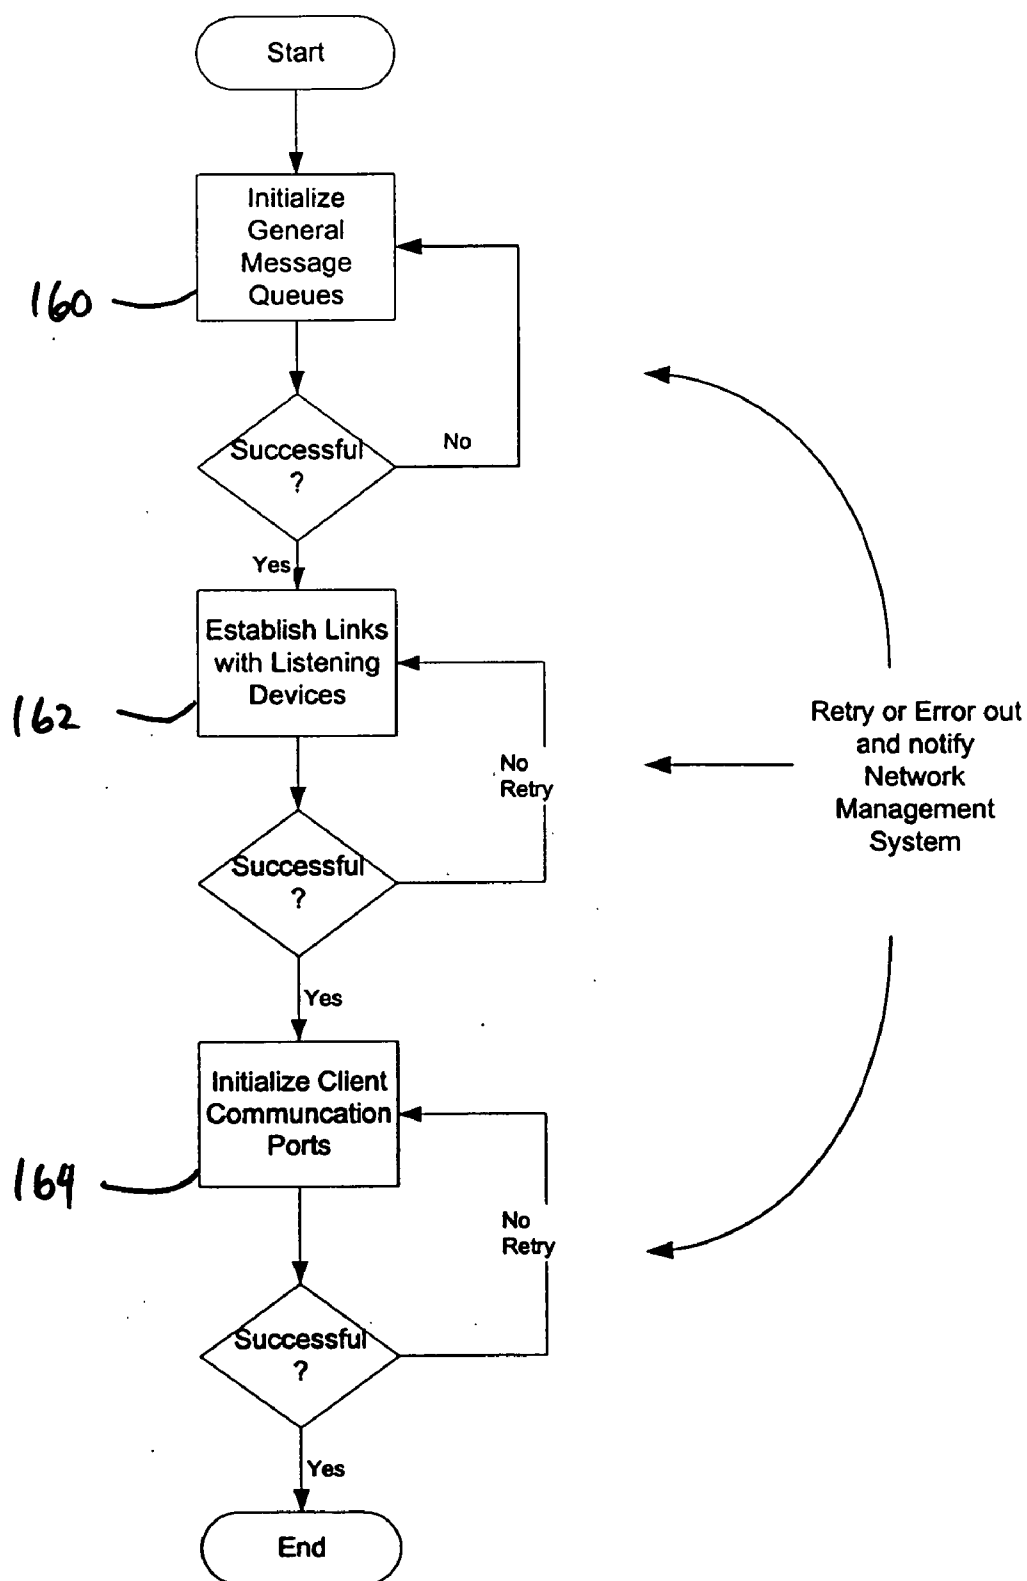 Start
Initialize
General
Message
Queues
160
Successful
?
No
Yes
Establish Links
with Listening
Devices
162
No
Retry
Retry or Error out
and notify
Network
Management
System
Successful
?
Yes
Initialize Client
Communcation
Ports
164
No
Retry
Successful
?
Yes
End